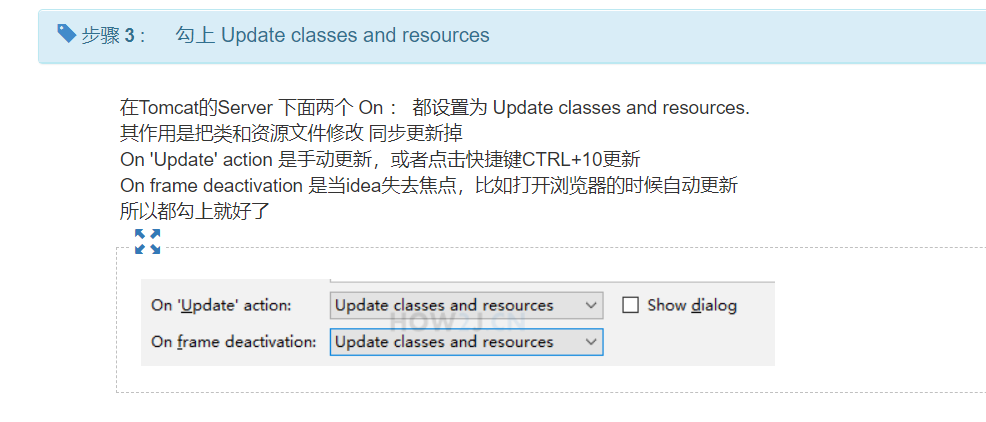 步骤 3 : 勾上 Update classes and resources
在Tomcat的Server 下面两个 On ： 都设置为 Update classes and resources.
其作用是把类和资源文件修改 同步更新掉
On 'Update' action 是手动更新，或者点击快捷键CTRL+10更新
On frame deactivation 是当idea失去焦点，比如打开浏览器的时候自动更新
所以都勾上就好了
On 'Update' action: Update classes and resources Show dialog
HOW2J.CN
On frame deactivation: Update classes and resources